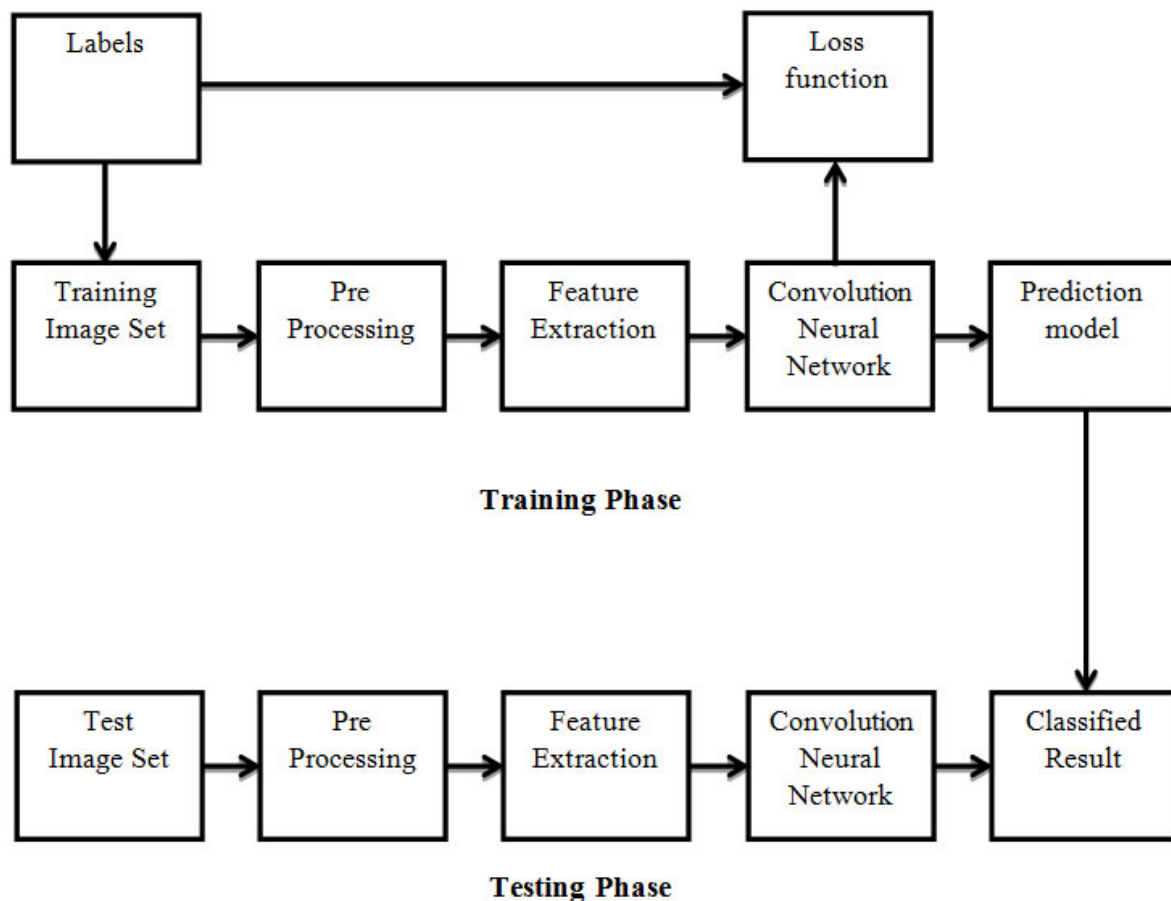 Labels
Loss
function
Training
Image Set
Pre
Processing
Feature
Extraction
Convolution
Neural
Network
Prediction
model
Training Phase
Test
Image Set
Pre
Processing
Feature
Extraction
Convolution
Neural
Network
Classified
Result
Testing Phase